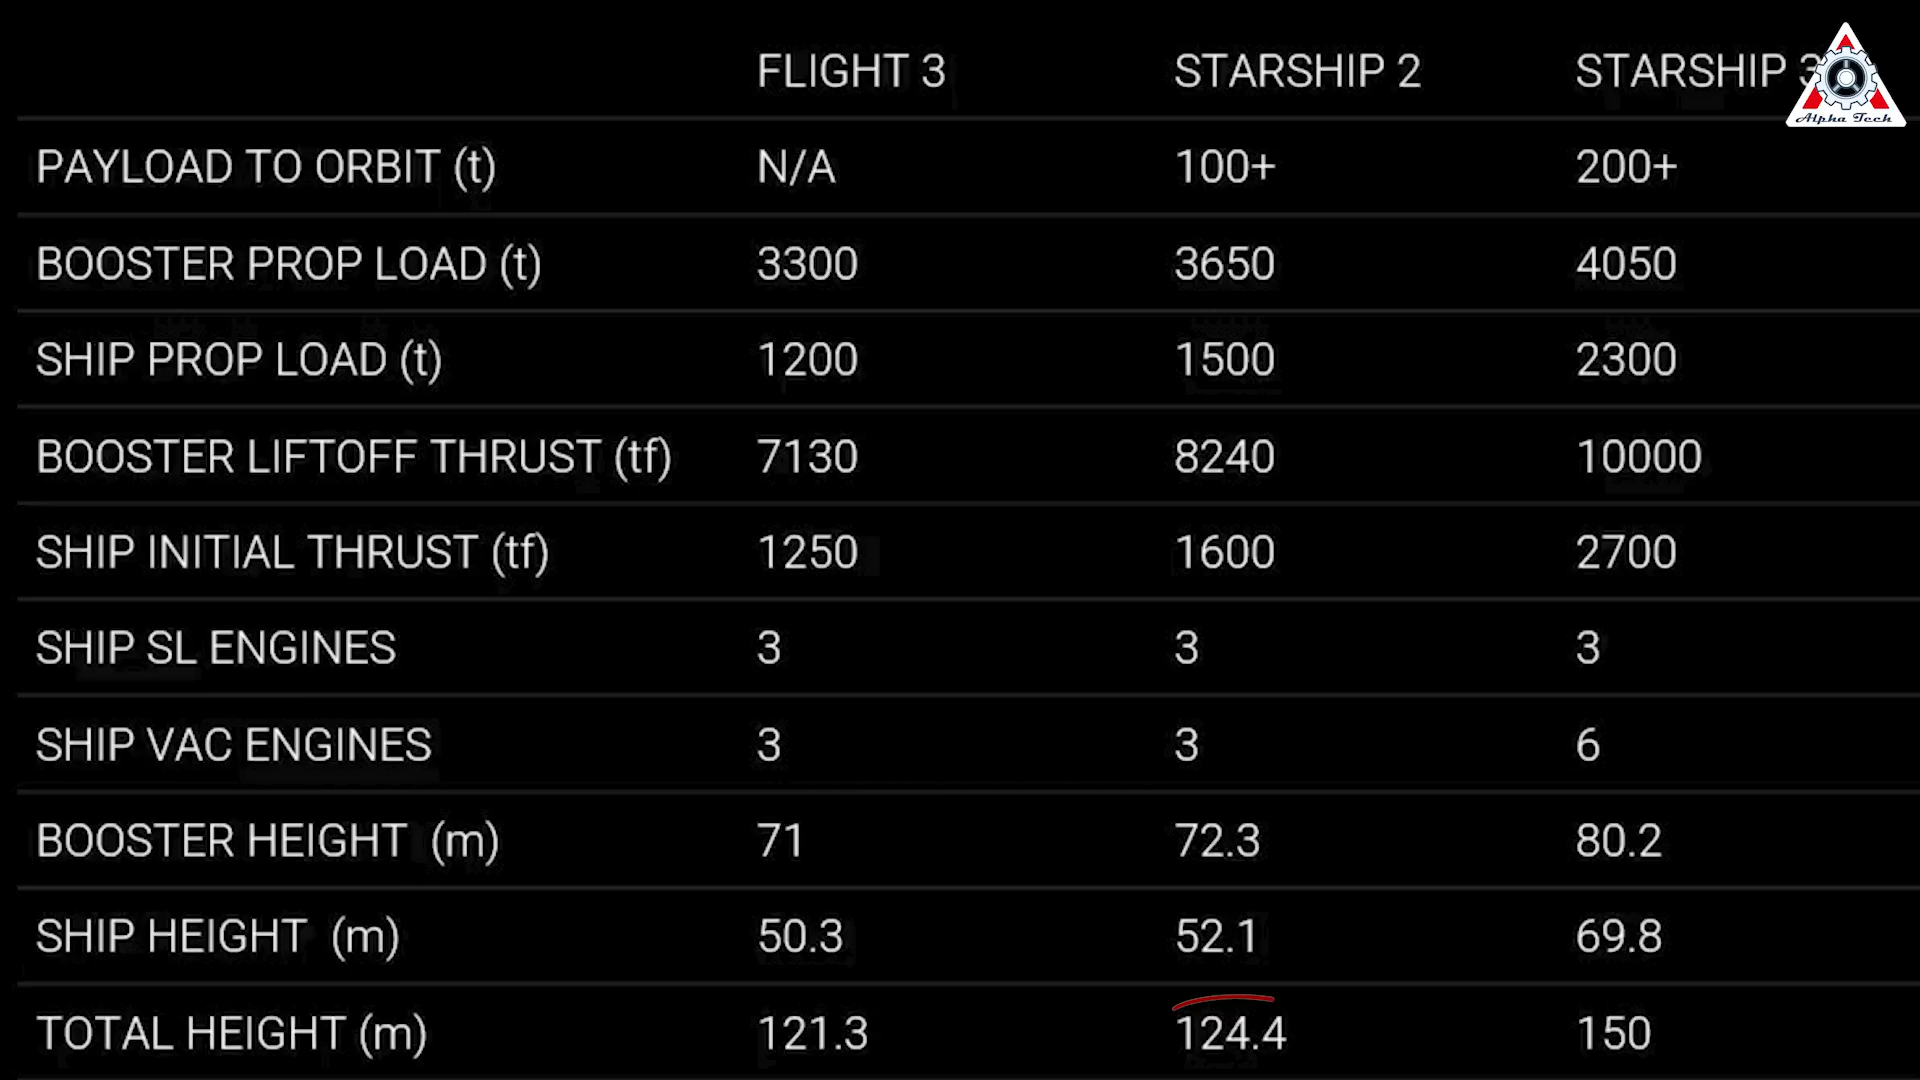 FLIGHT 3 STARSHIP 2 STARSHIP 3
Alpha Tech
PAYLOAD TO ORBIT (t) N/A 100+ 200+
BOOSTER PROP LOAD (t) 3300 3650 4050
SHIP PROP LOAD (t) 1200 1500 2300
BOOSTER LIFTOFF THRUST (tf) 7130 8240 10000
SHIP INITIAL THRUST (tf) 1250 1600 2700
SHIP SL ENGINES 3 3 3
SHIP VAC ENGINES 3 3 6
BOOSTER HEIGHT (m) 71 72.3 80.2
SHIP HEIGHT (m) 50.3 52.1 69.8
TOTAL HEIGHT (m) 121.3 124.4 150